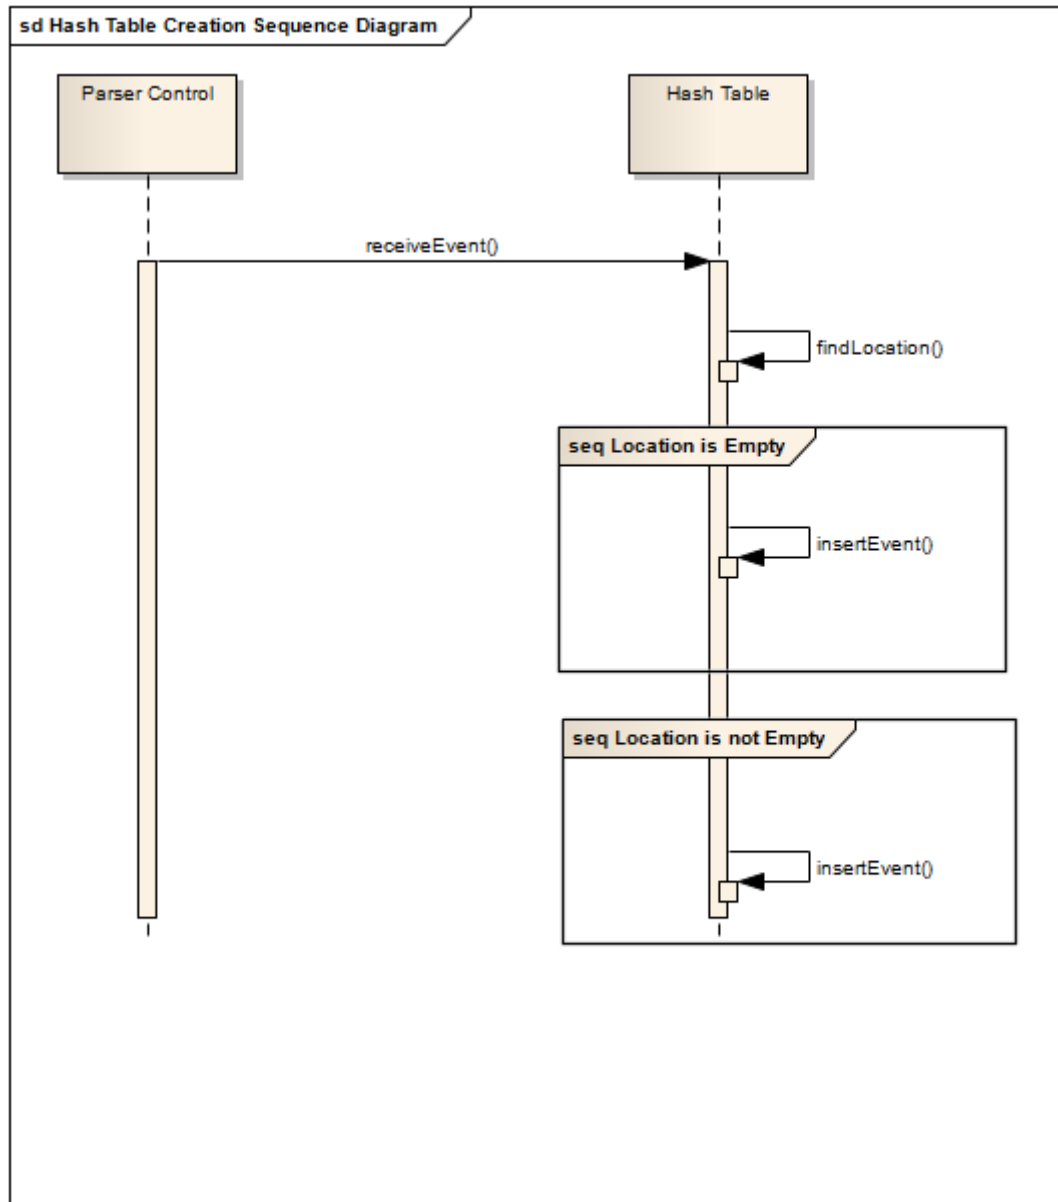 sd Hash Table Creation Sequence Diagram
Parser Control
Hash Table
receiveEvent()
findLocation()
seq Location is Empty
insertEvent()
seq Location is not Empty
insertEvent()